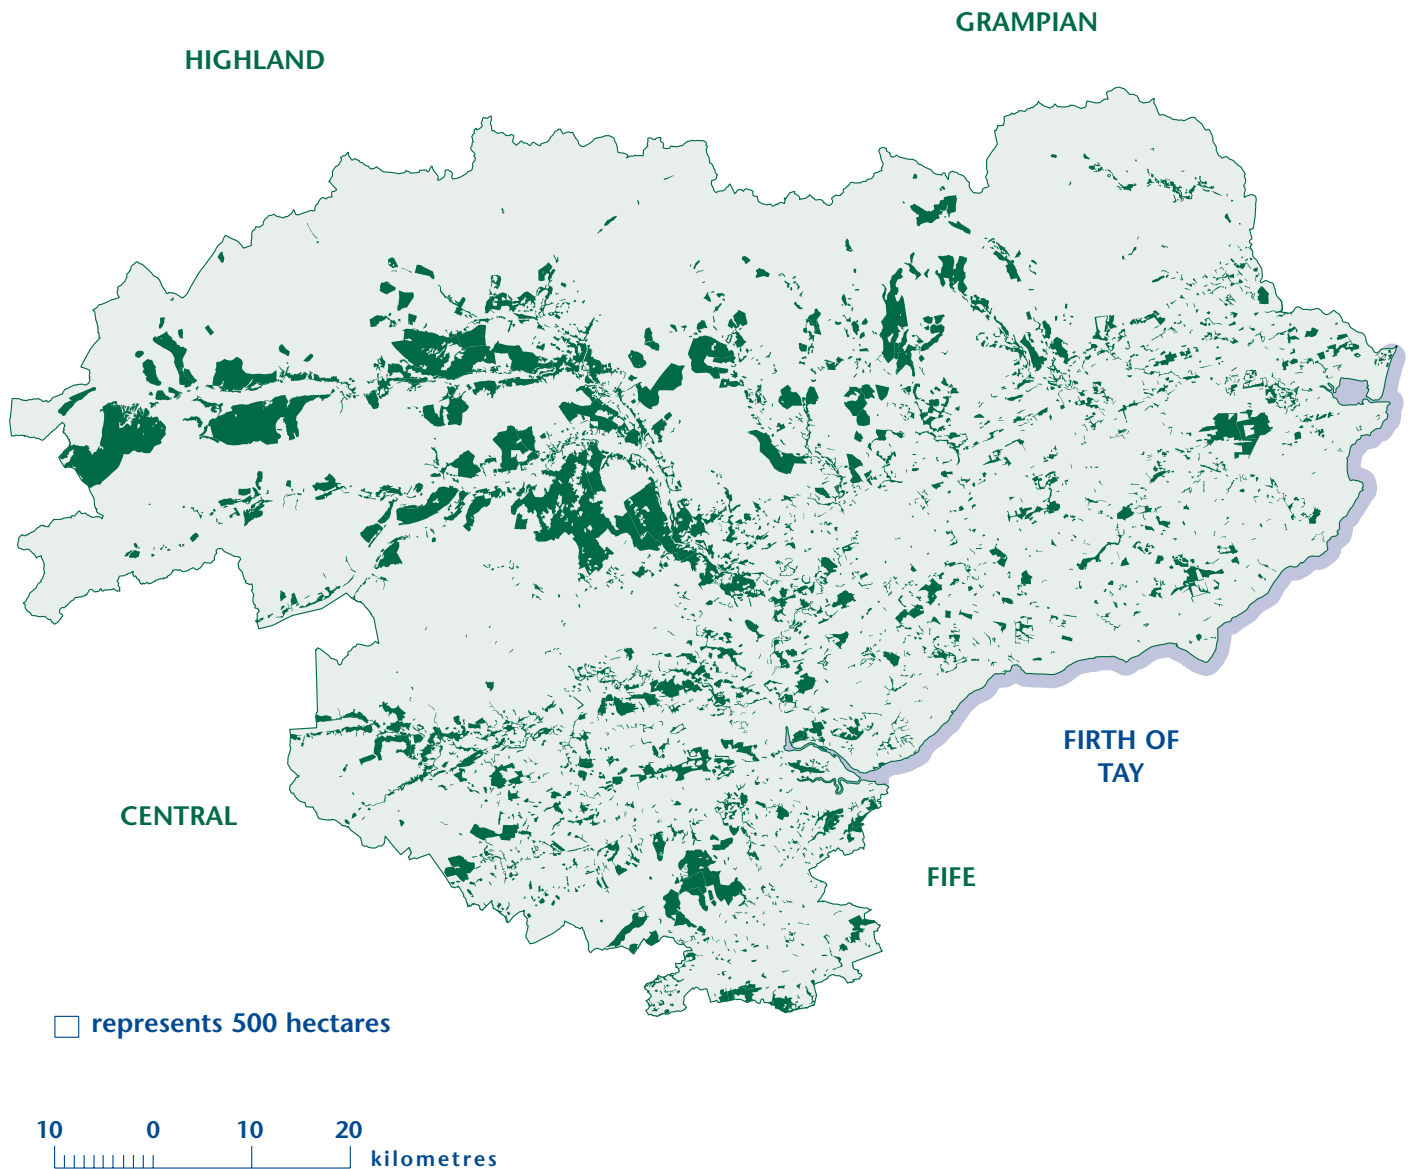 GRAMPIAN
HIGHLAND
FIRTH OF
TAY
CENTRAL
FIFE
represents 500 hectares
10 0 10 20
kilometres